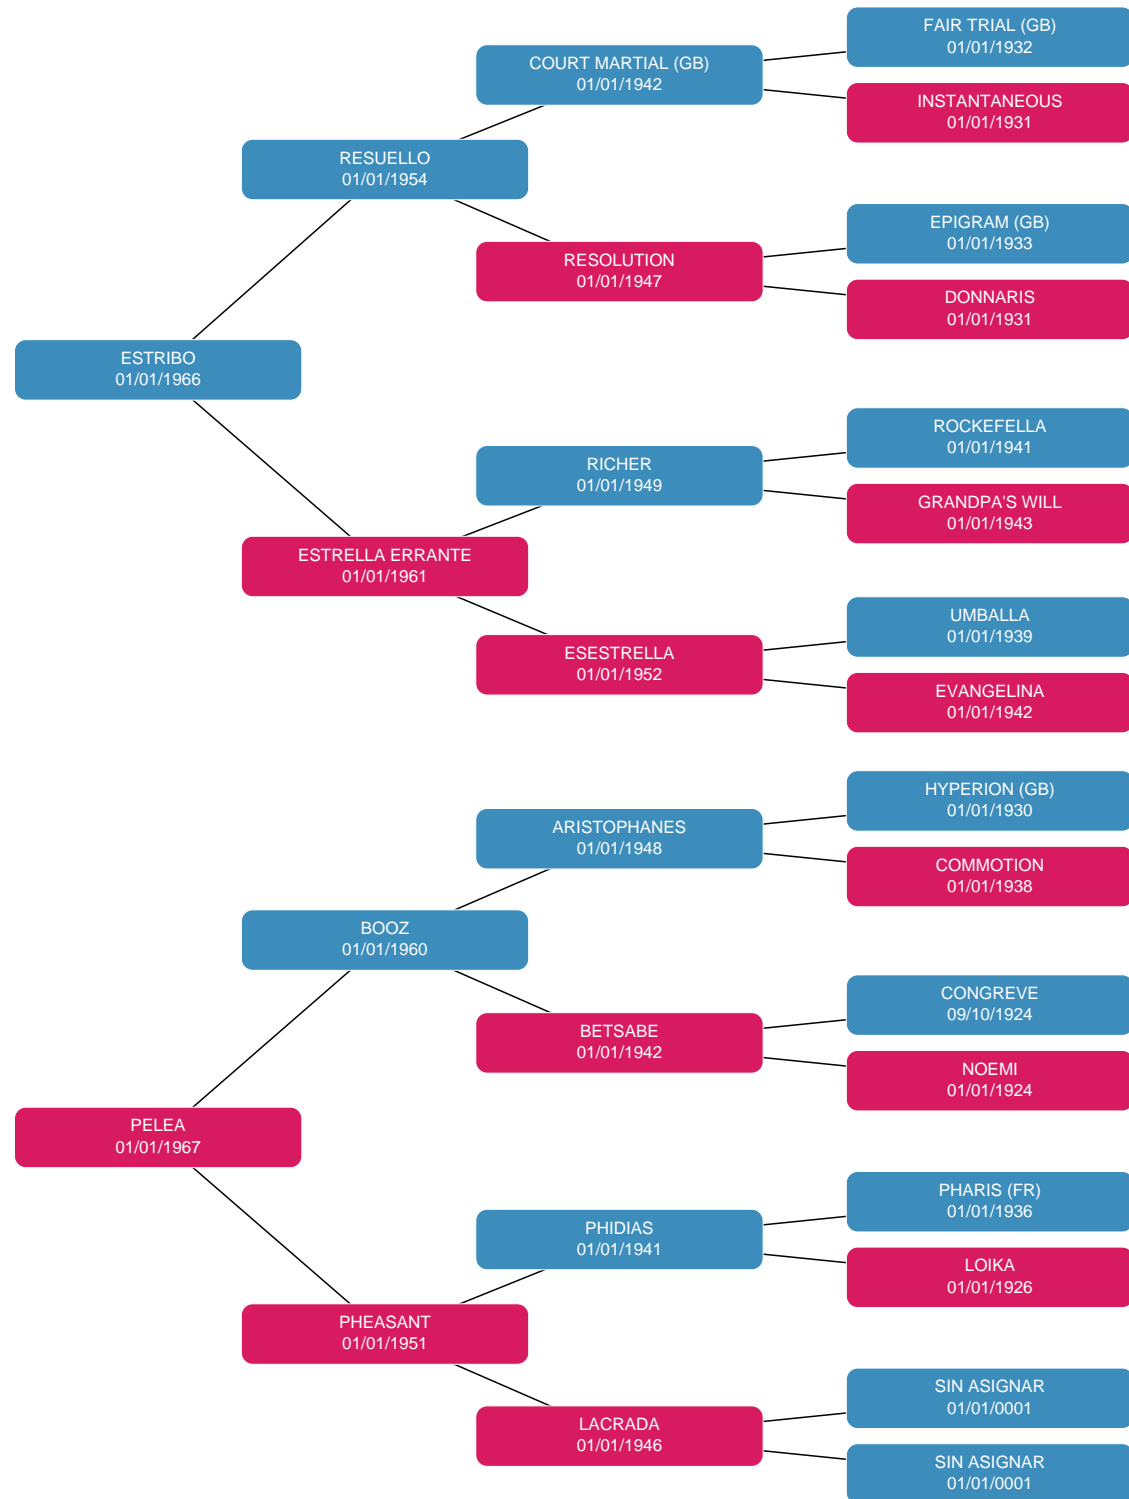 FAIR TRIAL (GB)
01/01/1932
COURT MARTIAL (GB)
01/01/1942
INSTANTANEOUS
01/01/1931
RESUELLO
01/01/1954
EPIGRAM (GB)
01/01/1933
RESOLUTION
01/01/1947
DONNARIS
01/01/1931
ESTRIBO
01/01/1966
ROCKEFELLA
01/01/1941
RICHER
01/01/1949
GRANDPA'S WILL
01/01/1943
ESTRELLA ERRANTE
01/01/1961
UMBALLA
01/01/1939
ESESTRELLA
01/01/1952
EVANGELINA
01/01/1942
HYPERION (GB)
01/01/1930
ARISTOPHANES
01/01/1948
COMMOTION
01/01/1938
BOOZ
01/01/1960
CONGREVE
09/10/1924
BETSABE
01/01/1942
NOEMI
01/01/1924
PELEA
01/01/1967
PHARIS (FR)
01/01/1936
PHIDIAS
01/01/1941
LOIKA
01/01/1926
PHEASANT
01/01/1951
SIN ASIGNAR
01/01/0001
LACRADA
01/01/1946
SIN ASIGNAR
01/01/0001